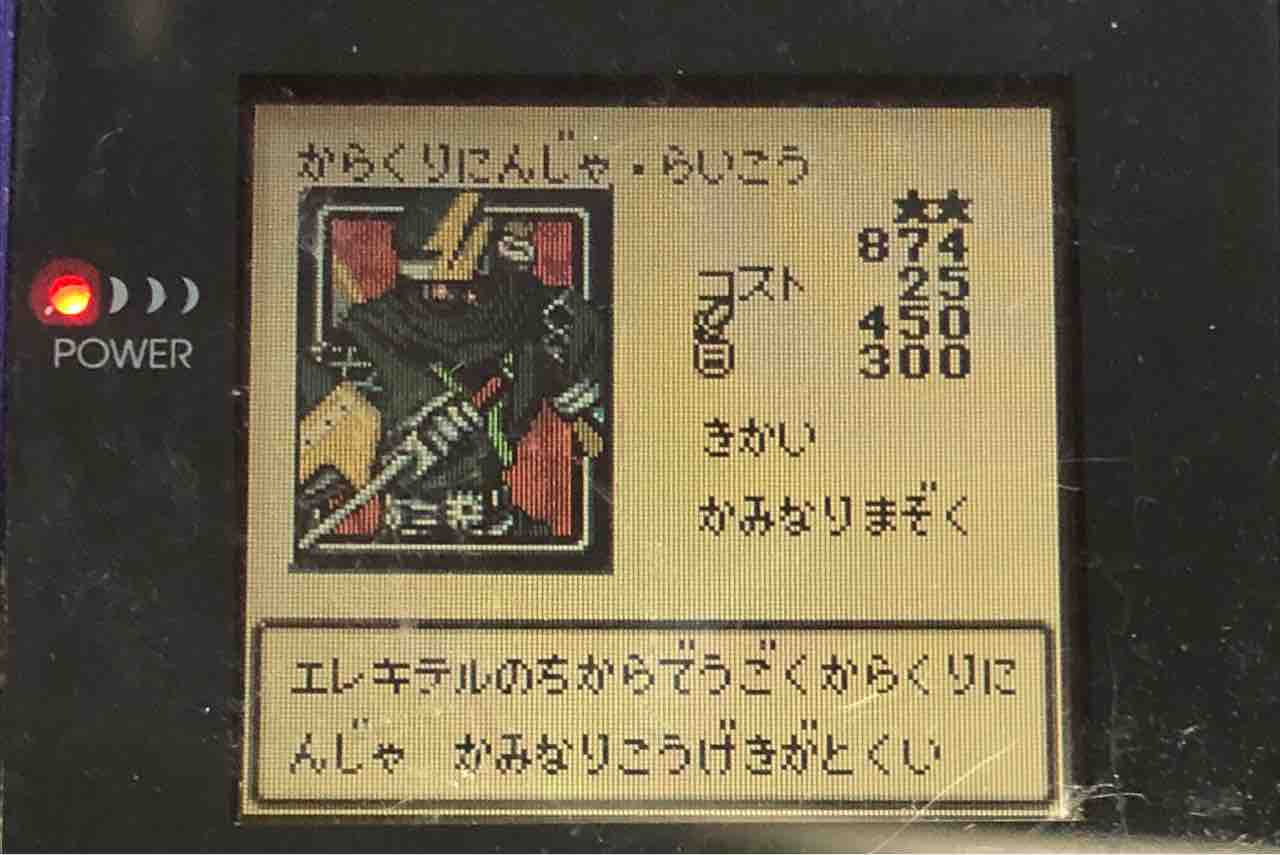 からくりにんじゃ・らいこう
★★
874
コスト 25
450
300
きかい
かみなりまぞく
エレキテルのちからでうごくからくりに
んじゃ かみなりこうげきがとくい
POWER